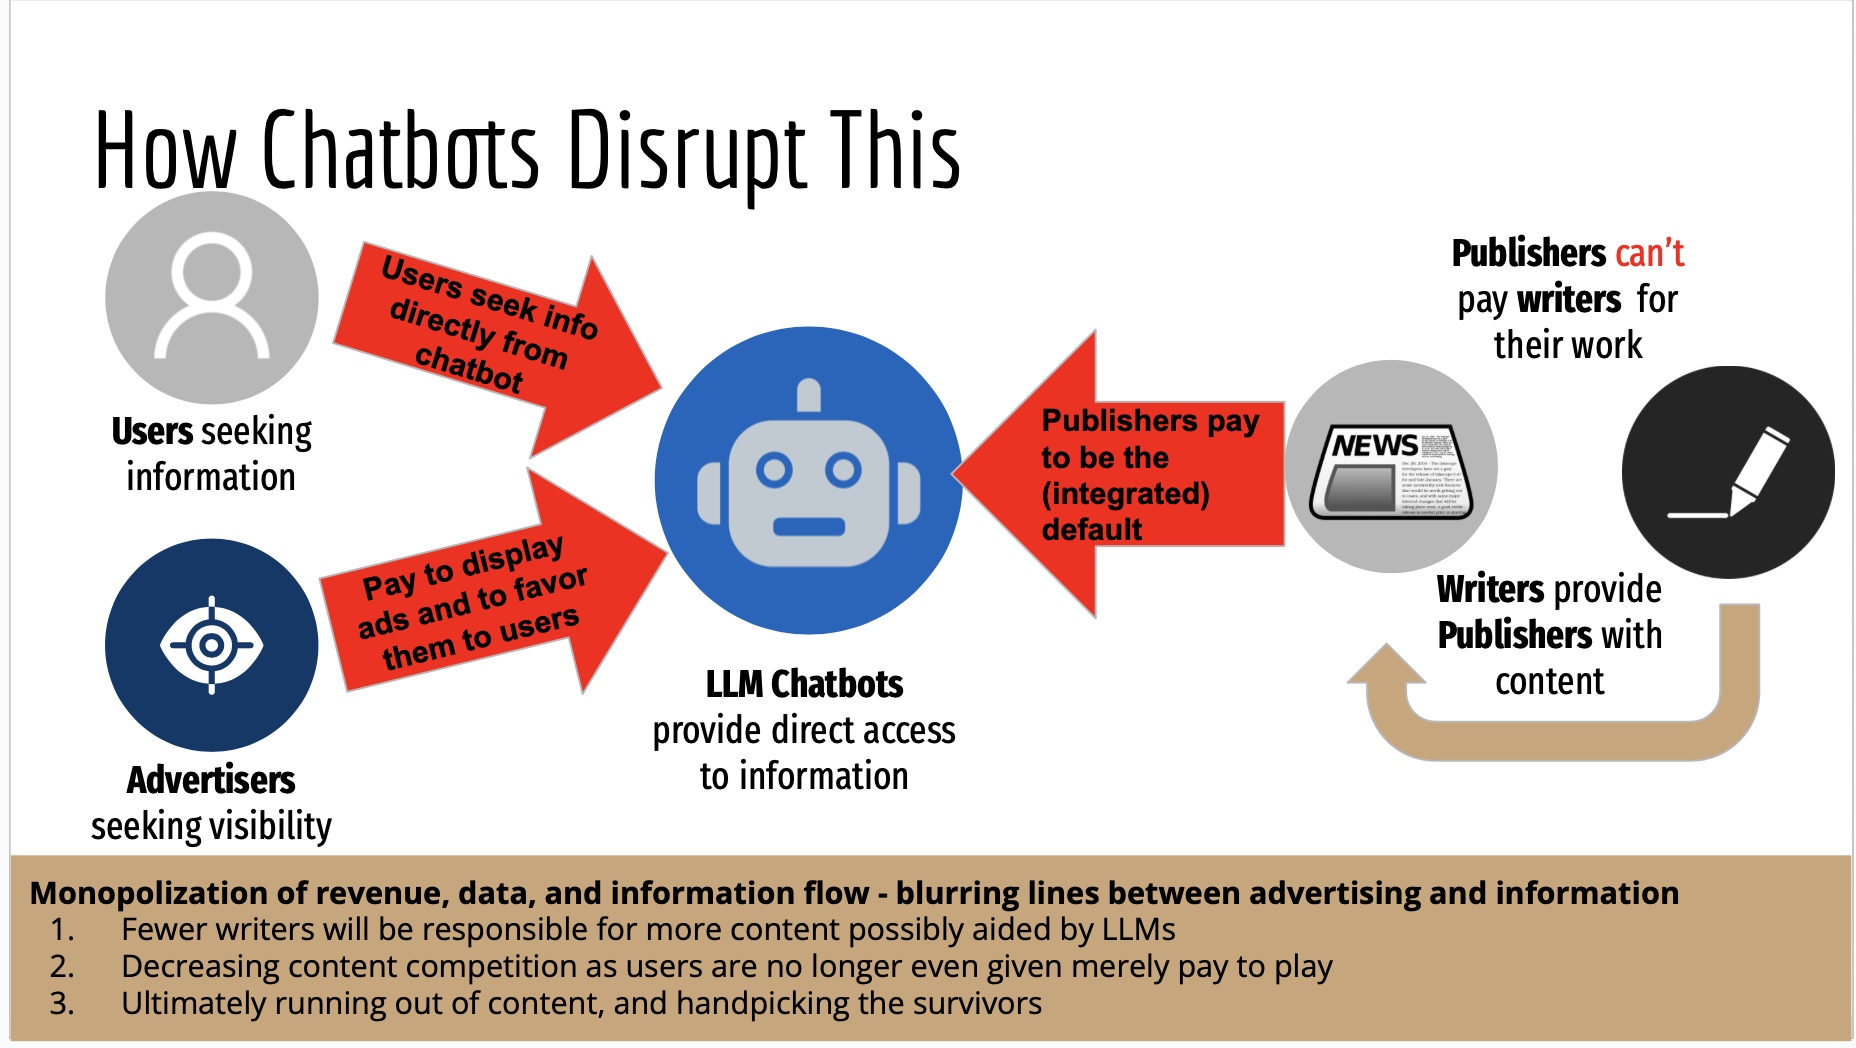 How Chatbots Disrupt This
Users seek info
directly from
chatbot
Users seeking
information
Pay to display
ads and to favor
them to users
Advertisers
seeking visibility
LLM Chatbots
provide direct access
to information
Publishers pay
to be the
(integrated)
default
NEWS
Publishers can't
pay writers for
their work
Writers provide
Publishers with
content
Monopolization of revenue, data, and information flow - blurring lines between advertising and information
1. Fewer writers will be responsible for more content possibly aided by LLMs
2. Decreasing content competition as users are no longer even given merely pay to play
3. Ultimately running out of content, and handpicking the survivors